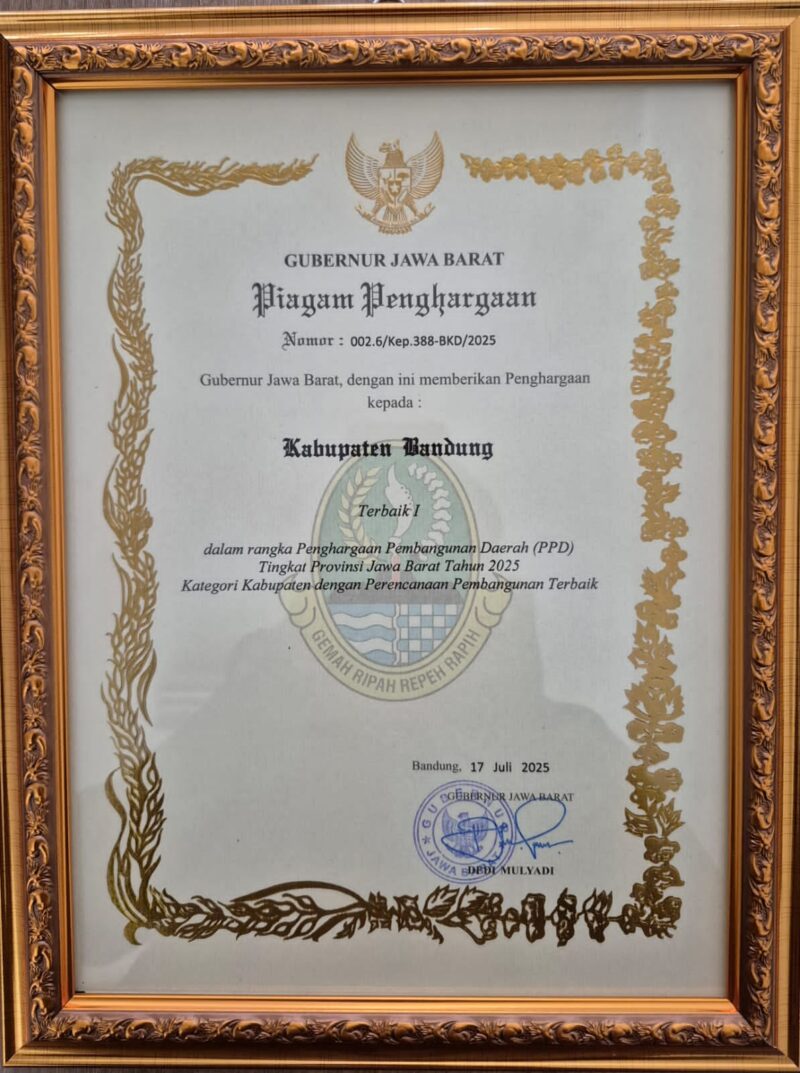 GUBERNUR JAWA BARAT
Piagam Penghargaan
Nomor : 002.6/Kep.388-BKD/2025
Gubernur Jawa Barat, dengan ini memberikan Penghargaan
kepada :
Kabupaten Bandung
Terbaik I
dalam rangka Penghargaan Pembangunan Daerah (PPD)
Tingkat Provinsi Jawa Barat Tahun 2025
Kategori Kabupaten dengan Perencanaan Pembangunan Terbaik
GEMAH RIPAH REPEH RAPIH
Bandung, 17 Juli 2025
GUBERNUR JAWA BARAT
GUBERNUR
JAWA
DEDI MULYADI